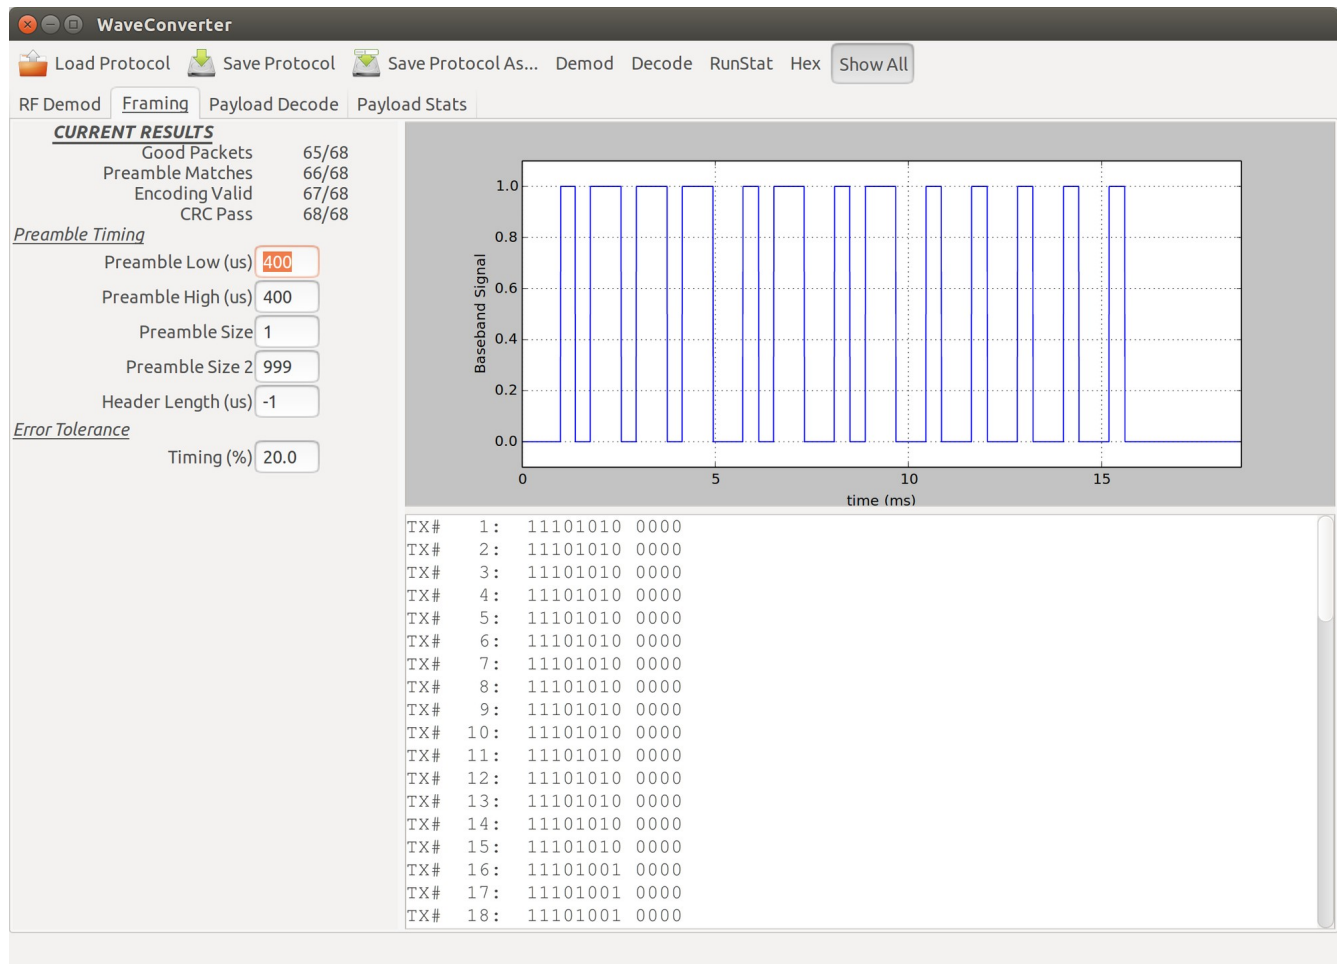 WaveConverter
Load Protocol Save Protocol Save Protocol As... Demod Decode RunStat Hex Show All
RF Demod Framing Payload Decode Payload Stats
CURRENT RESULTS
Good Packets 65/68
Preamble Matches 66/68
Encoding Valid 67/68
CRC Pass 68/68
Preamble Timing
Preamble Low (us) 400
Preamble High (us) 400
Preamble Size 1
Preamble Size 2 999
Header Length (us) -1
Error Tolerance
Timing (%) 20.0
Baseband Signal
1.0
0.8
0.6
0.4
0.2
0.0
0 5 10 15
time (ms)
TX# 1: 11101010 0000
TX# 2: 11101010 0000
TX# 3: 11101010 0000
TX# 4: 11101010 0000
TX# 5: 11101010 0000
TX# 6: 11101010 0000
TX# 7: 11101010 0000
TX# 8: 11101010 0000
TX# 9: 11101010 0000
TX# 10: 11101010 0000
TX# 11: 11101010 0000
TX# 12: 11101010 0000
TX# 13: 11101010 0000
TX# 14: 11101010 0000
TX# 15: 11101010 0000
TX# 16: 11101001 0000
TX# 17: 11101001 0000
TX# 18: 11101001 0000